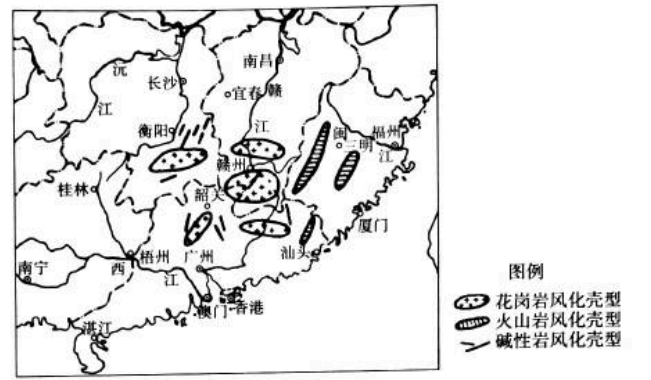 南昌
沅
长沙
宜春
赣
江
江
衡阳
闽
福州
三明
江
赣州
桂林
韶关
厦门
汕头
梧州
广州
南宁
西
江
澳门
香港
湛江
图例
花岗岩风化壳型
火山岩风化壳型
碱性岩风化壳型